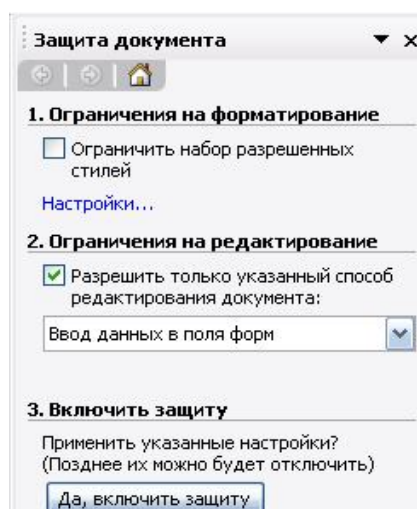 Защита документа
1. Ограничения на форматирование
Ограничить набор разрешенных
стилей
Настройки...
2. Ограничения на редактирование
Разрешить только указанный способ
редактирования документа:
Ввод данных в поля форм
3. Включить защиту
Применить указанные настройки?
(Позднее их можно будет отключить)
Да, включить защиту